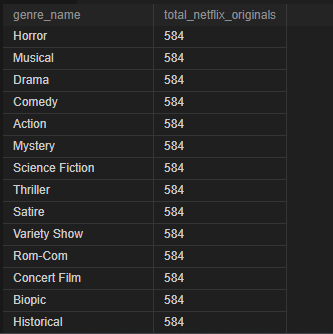 genre_name total_netflix_originals
Horror 584
Musical 584
Drama 584
Comedy 584
Action 584
Mystery 584
Science Fiction 584
Thriller 584
Satire 584
Variety Show 584
Rom-Com 584
Concert Film 584
Biopic 584
Historical 584